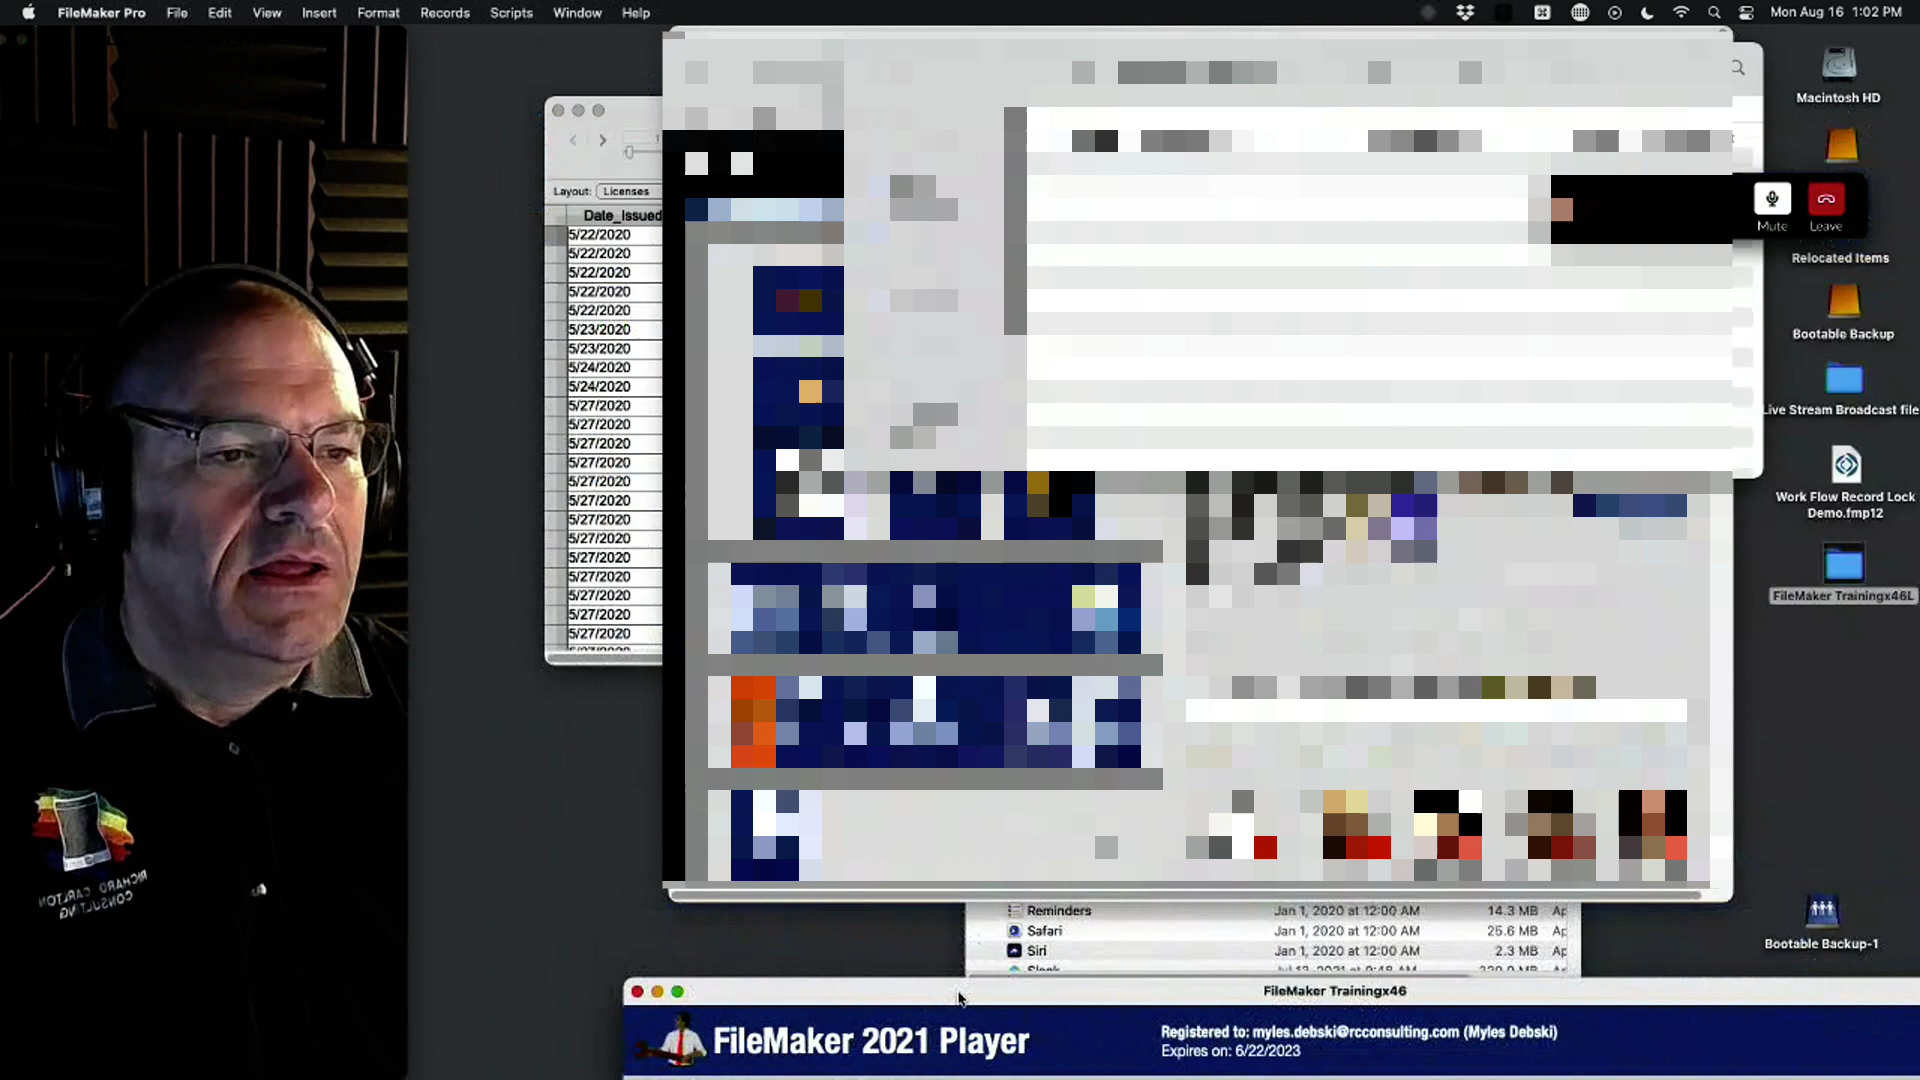 FileMaker Pro File Edit View Insert Format Records Scripts Window Help
Mon Aug 16 1:02 PM
Macintosh HD
Mute Leave
Relocated Items
Bootable Backup
Live Stream Broadcast file
Work Flow Record Lock
Demo.fmp12
FileMaker Trainingx46L
Bootable Backup-1
Layout: Licenses
Date_Issued
5/22/2020
5/22/2020
5/22/2020
5/22/2020
5/22/2020
5/23/2020
5/23/2020
5/24/2020
5/24/2020
5/27/2020
5/27/2020
5/27/2020
5/27/2020
5/27/2020
5/27/2020
5/27/2020
5/27/2020
5/27/2020
5/27/2020
5/27/2020
5/27/2020
5/27/2020
RICHARD CARLTON
CONSULTING
Reminders Jan 1, 2020 at 12:00 AM 14.3 MB Ap
Safari Jan 1, 2020 at 12:00 AM 25.6 MB Ap
Siri Jan 1, 2020 at 12:00 AM 2.3 MB Ap
FileMaker Trainingx46
FileMaker 2021 Player
Registered to: myles.debski@rcconsulting.com (Myles Debski)
Expires on: 6/22/2023